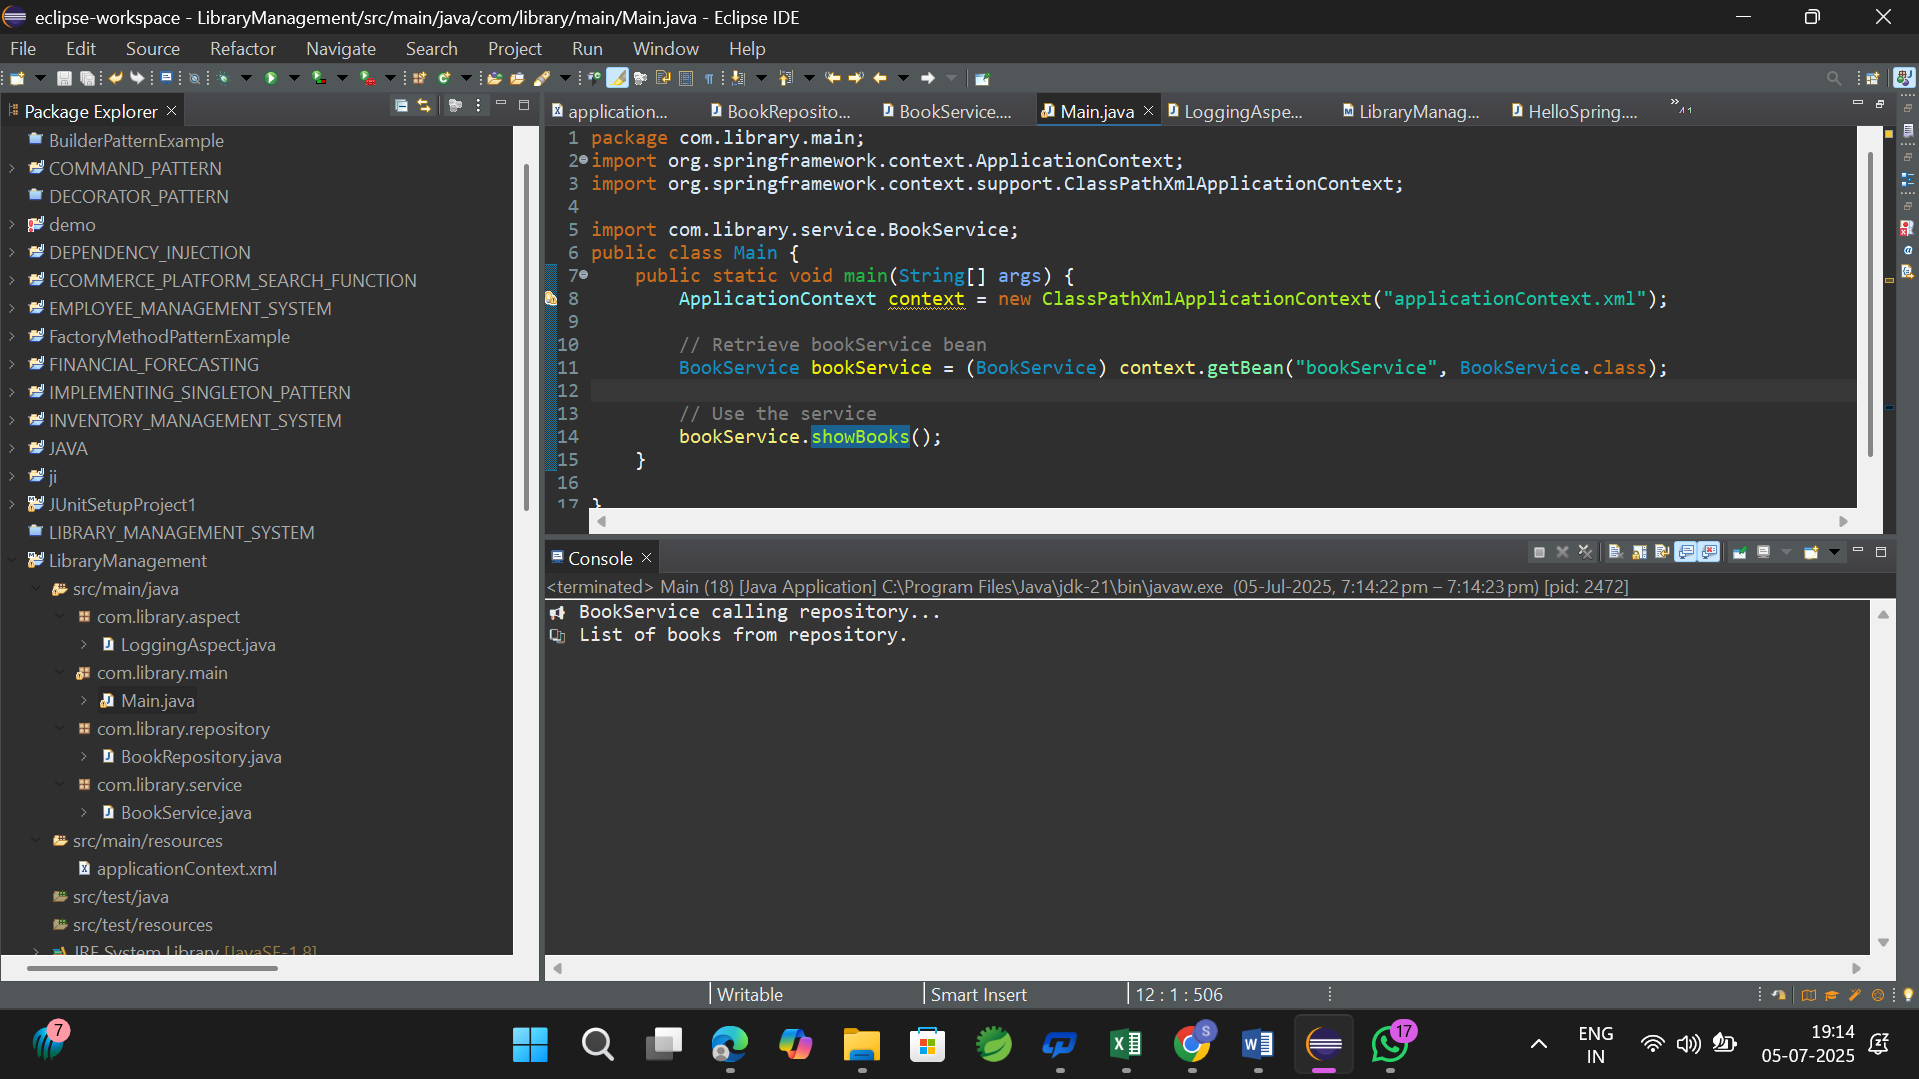 eclipse-workspace - LibraryManagement/src/main/java/com/library/main/Main.java - Eclipse IDE
File Edit Source Refactor Navigate Search Project Run Window Help
Package Explorer
BuilderPatternExample
COMMAND_PATTERN
DECORATOR_PATTERN
demo
DEPENDENCY_INJECTION
ECOMMERCE_PLATFORM_SEARCH_FUNCTION
EMPLOYEE_MANAGEMENT_SYSTEM
FactoryMethodPatternExample
FINANCIAL_FORECASTING
IMPLEMENTING_SINGLETON_PATTERN
INVENTORY_MANAGEMENT_SYSTEM
JAVA
ji
JUnitSetupProject1
LIBRARY_MANAGEMENT_SYSTEM
LibraryManagement
src/main/java
com.library.aspect
LoggingAspect.java
com.library.main
Main.java
com.library.repository
BookRepository.java
com.library.service
BookService.java
src/main/resources
applicationContext.xml
src/test/java
src/test/resources
JRE System Library [JavaSE-1.8]
application... BookReposito... BookService.... Main.java LoggingAspe... LibraryManag... HelloSpring.... »41
1 package com.library.main;
2 import org.springframework.context.ApplicationContext;
3 import org.springframework.context.support.ClassPathXmlApplicationContext;
4
5 import com.library.service.BookService;
6 public class Main {
7 public static void main(String[] args) {
8 ApplicationContext context = new ClassPathXmlApplicationContext("applicationContext.xml");
9
10 // Retrieve bookService bean
11 BookService bookService = (BookService) context.getBean("bookService", BookService.class);
12
13 // Use the service
14 bookService.showBooks();
15 }
16
17 }
Console
<terminated> Main (18) [Java Application] C:\Program Files\Java\jdk-21\bin\javaw.exe (05-Jul-2025, 7:14:22 pm – 7:14:23 pm) [pid: 2472]
BookService calling repository...
List of books from repository.
Writable Smart Insert 12 : 1 : 506
7
S
17
ENG
IN
19:14
05-07-2025